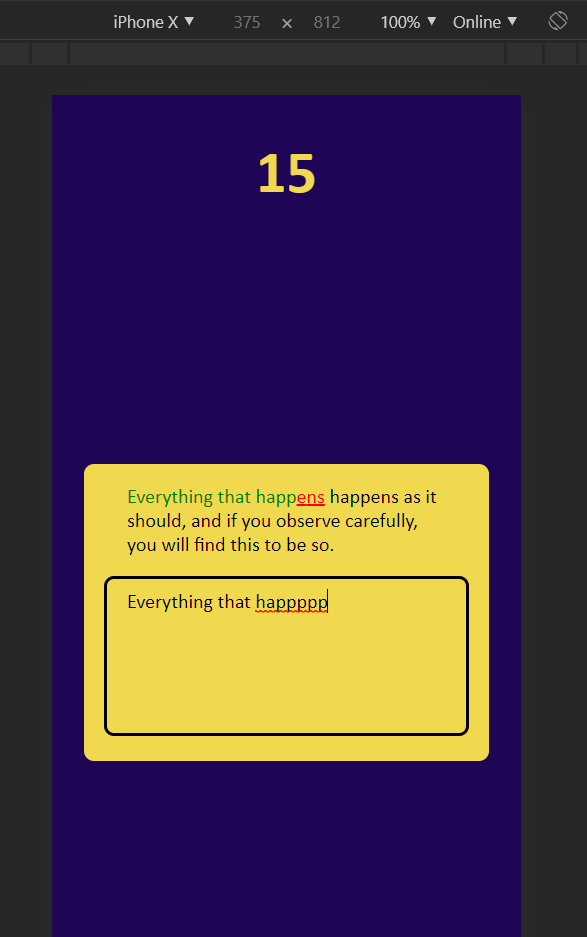 iPhone X ▼ 375 × 812 100% ▼ Online ▼
15
Everything that happens happens as it
should, and if you observe carefully,
you will find this to be so.
Everything that happppp